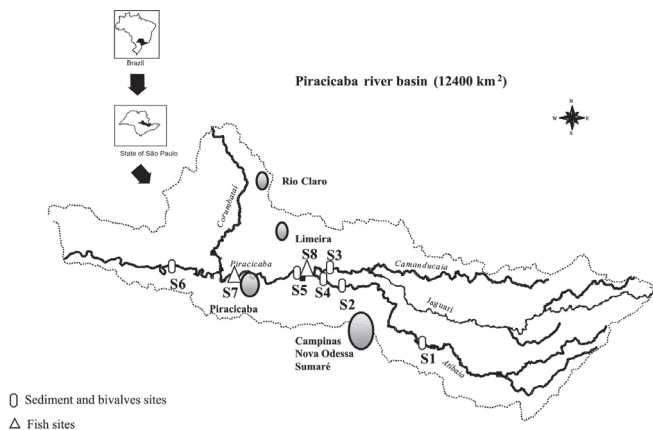 Brazil
Piracicaba river basin (12400 km²)
N
W E
S
State of São Paulo
Corumbataí
Rio Claro
Limeira
S8 S3
Piracicaba
Camanducaia
S6
S7
S5 S4
S2
Jaguari
Piracicaba
Campinas
Nova Odessa
Sumaré
S1
Atibaia
Sediment and bivalves sites
Fish sites